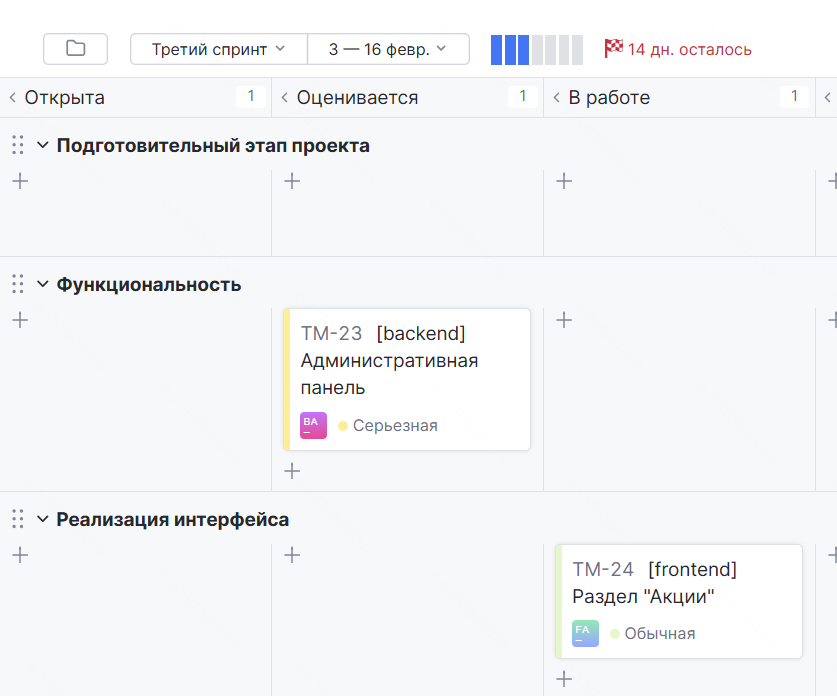 Третий спринт 3 — 16 февр. 14 дн. осталось
Открыта 1 Оценивается 1 В работе 1
Подготовительный этап проекта
Функциональность
TM-23 [backend]
Административная
панель
BA
Серьезная
Реализация интерфейса
TM-24 [frontend]
Раздел "Акции"
FA
Обычная